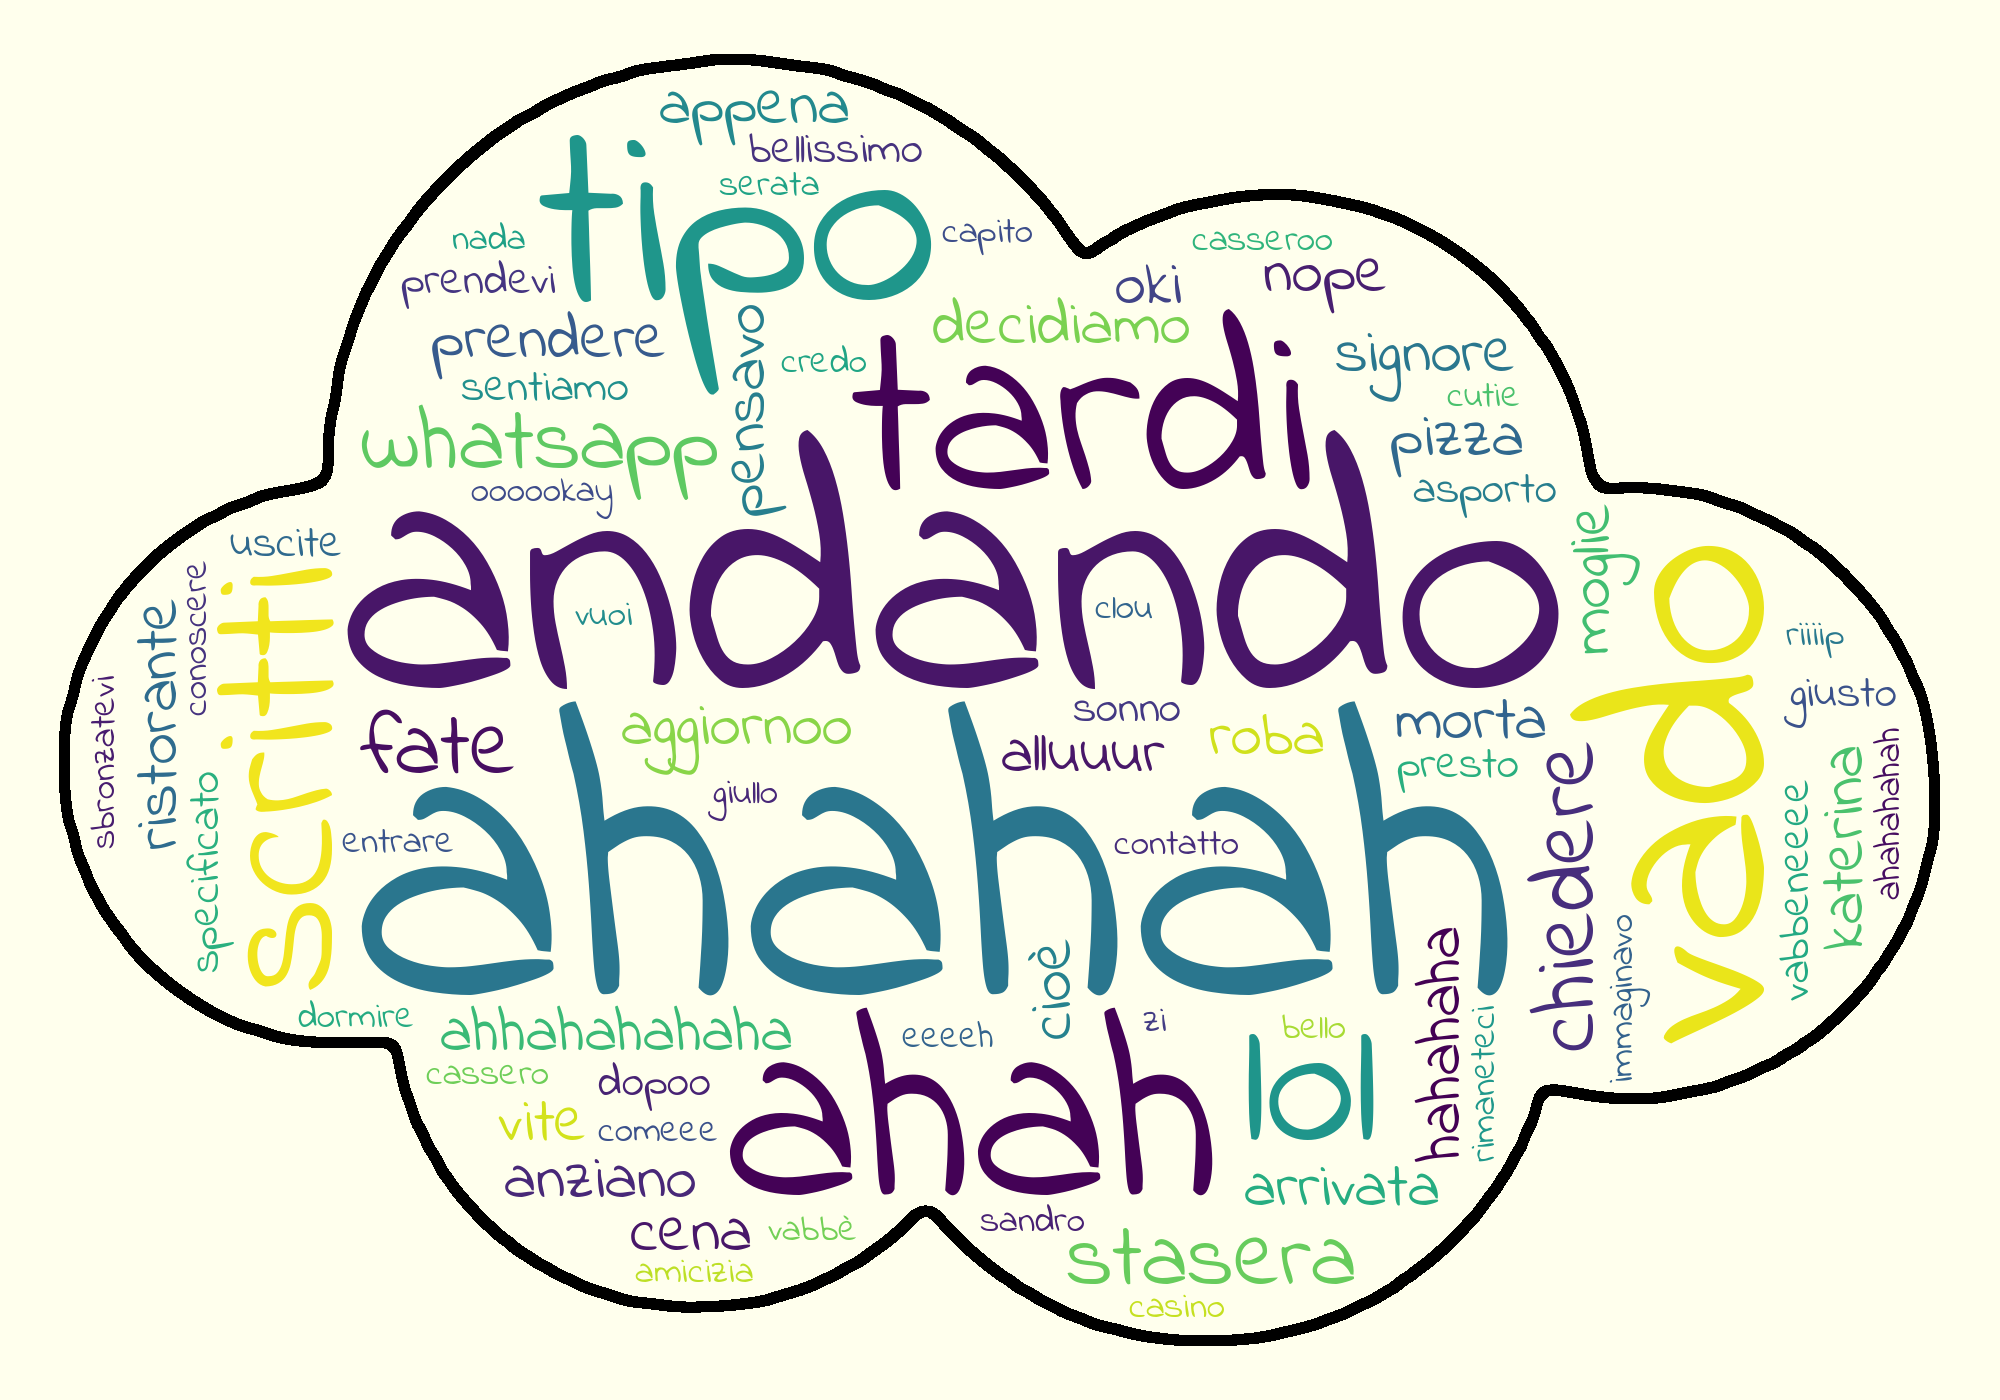 appena
bellissimo
serata
tipo
nada
capito
casseroo
prendevi
oki
nope
prendere
pensavo
decidiamo
credo
tardi
signore
sentiamo
cutie
whatsapp
pizza
oooookay
asporto
uscite
andando
moglie
vado
conoscere
scritti
ristorante
vuoi
clou
riiiip
sbronzatevi
giusto
fate
aggiornoo
sonno
alluuur
roba
morta
presto
chiedere
specificato
giullo
ahahah
entrare
contatto
vabbeneeee
katerina
ahahahahah
immaginavo
cioè
hahahaha
rimaneteci
dormire
ahhahahahaha
eeeeh
zi
bello
lol
ahah
cassero
dopoo
vite
comeee
anziano
arrivata
cena
vabbè
sandro
stasera
amicizia
casino